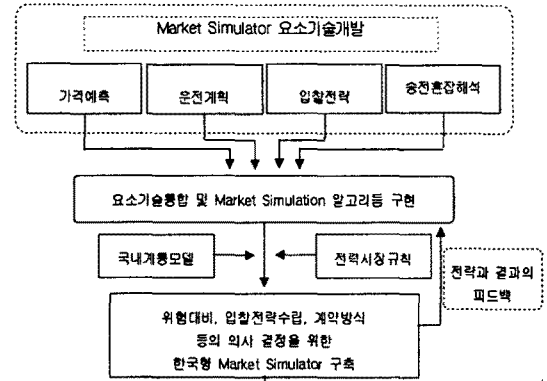 Market Simulator 요소기술개발
가격예측
운전계획
입찰전략
송전혼잡해석
요소기술통합 및 Market Simulation 알고리듬 구현
국내계통모델
전력시장규칙
전략과 결과의
피드백
위험대비, 입찰전략수립, 계약방식
등의 의사 결정을 위한
한국형 Market Simulator 구축